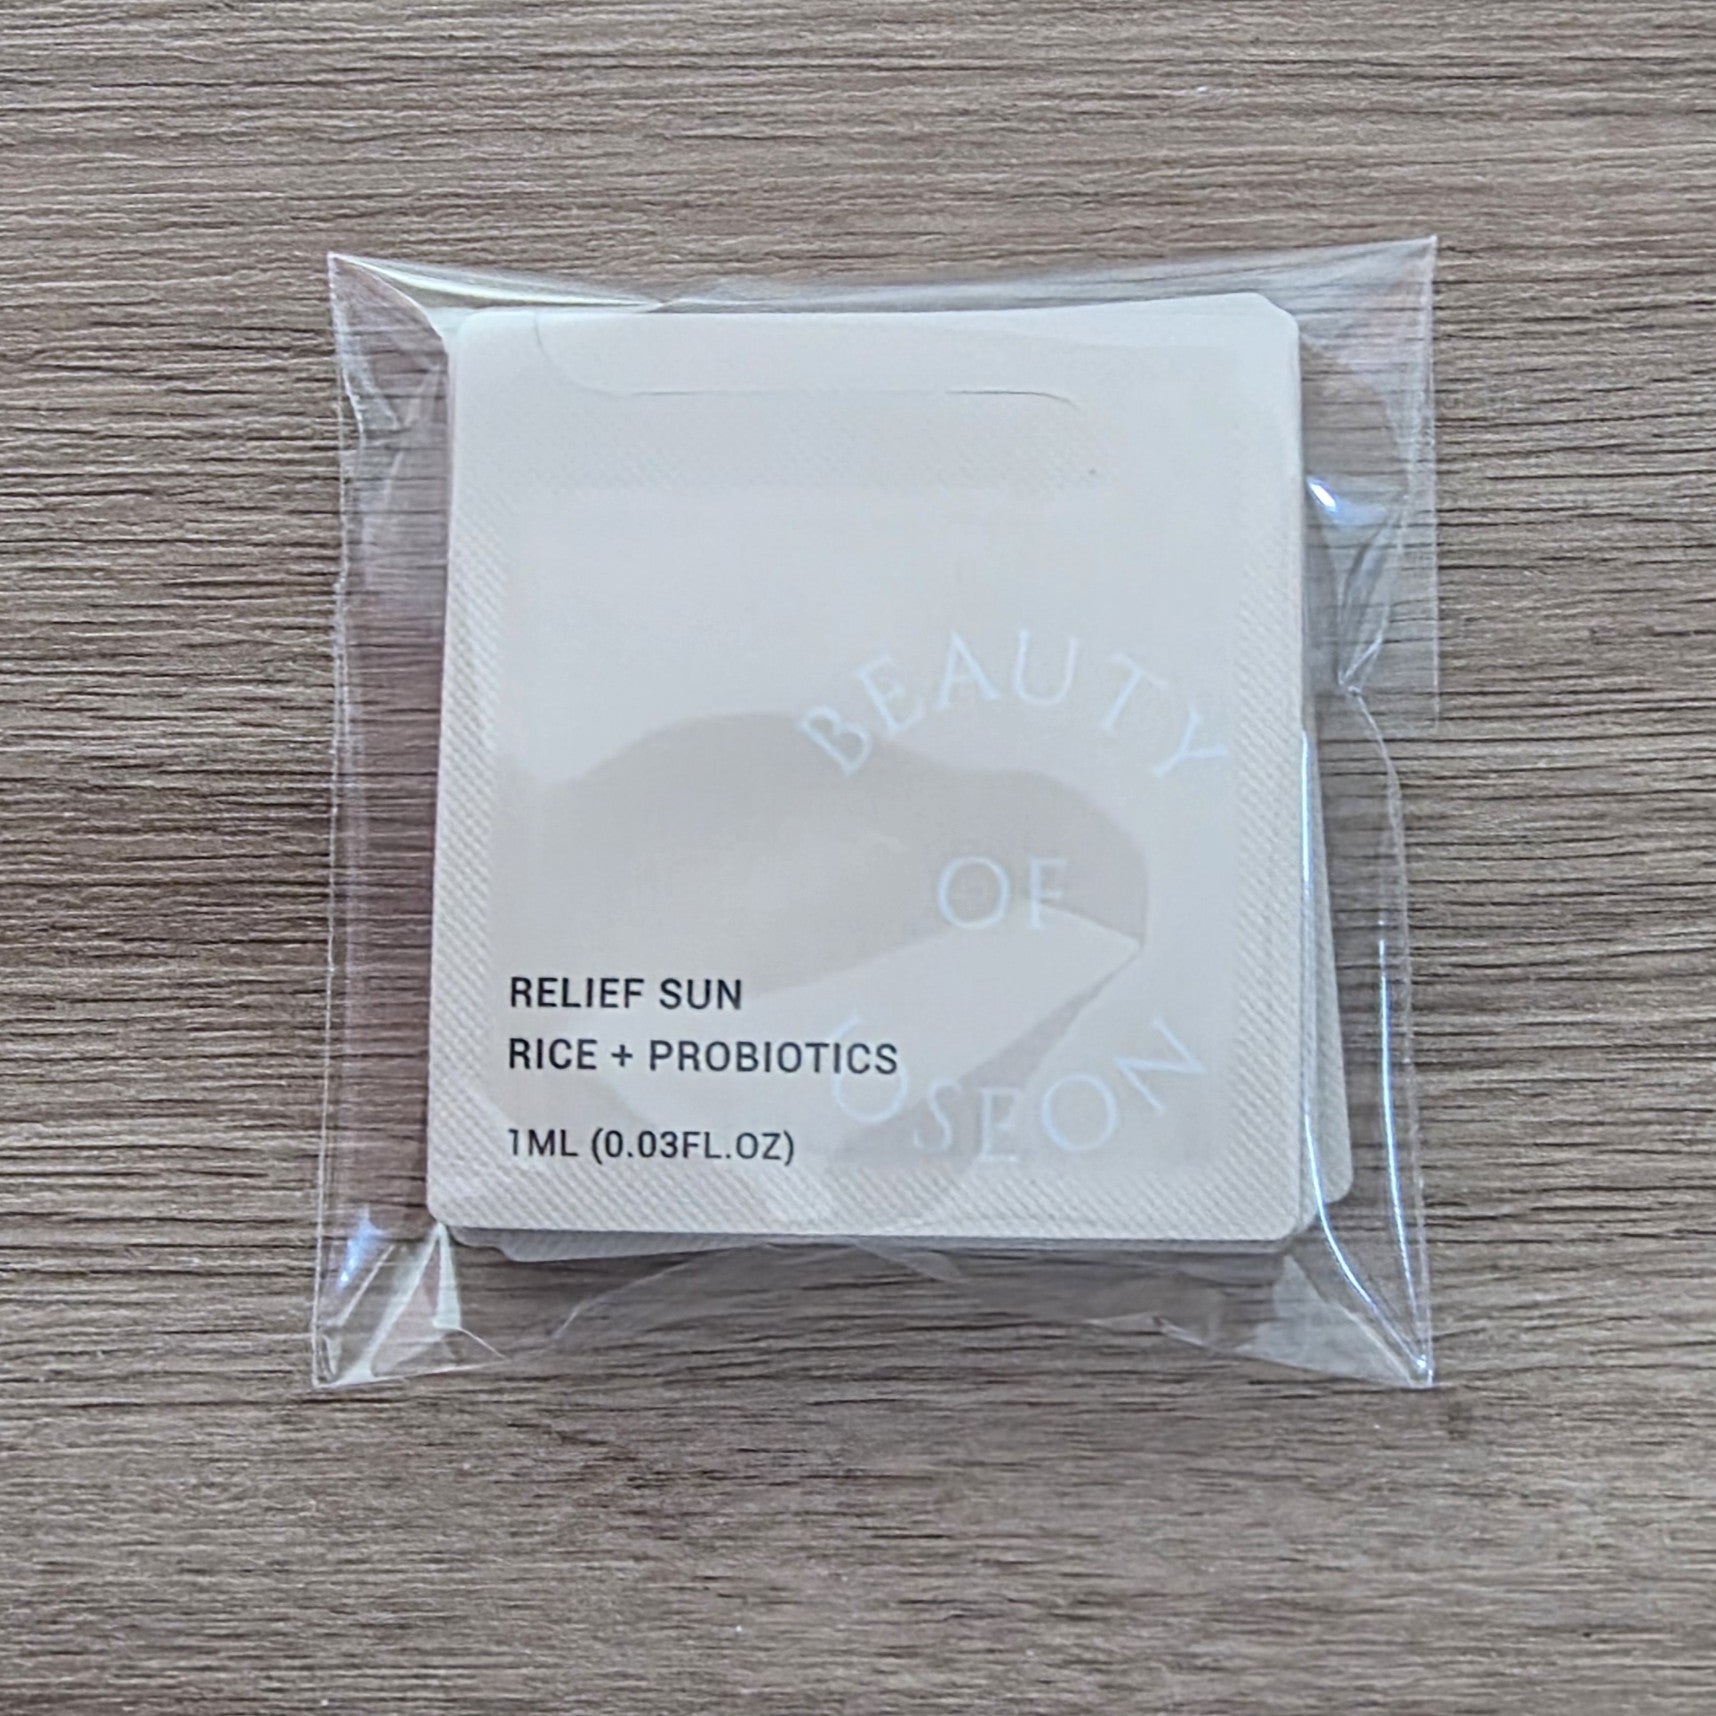 BEAUTY
OF
JOSEON
RELIEF SUN
RICE + PROBIOTICS
1ML (0.03FL.OZ)